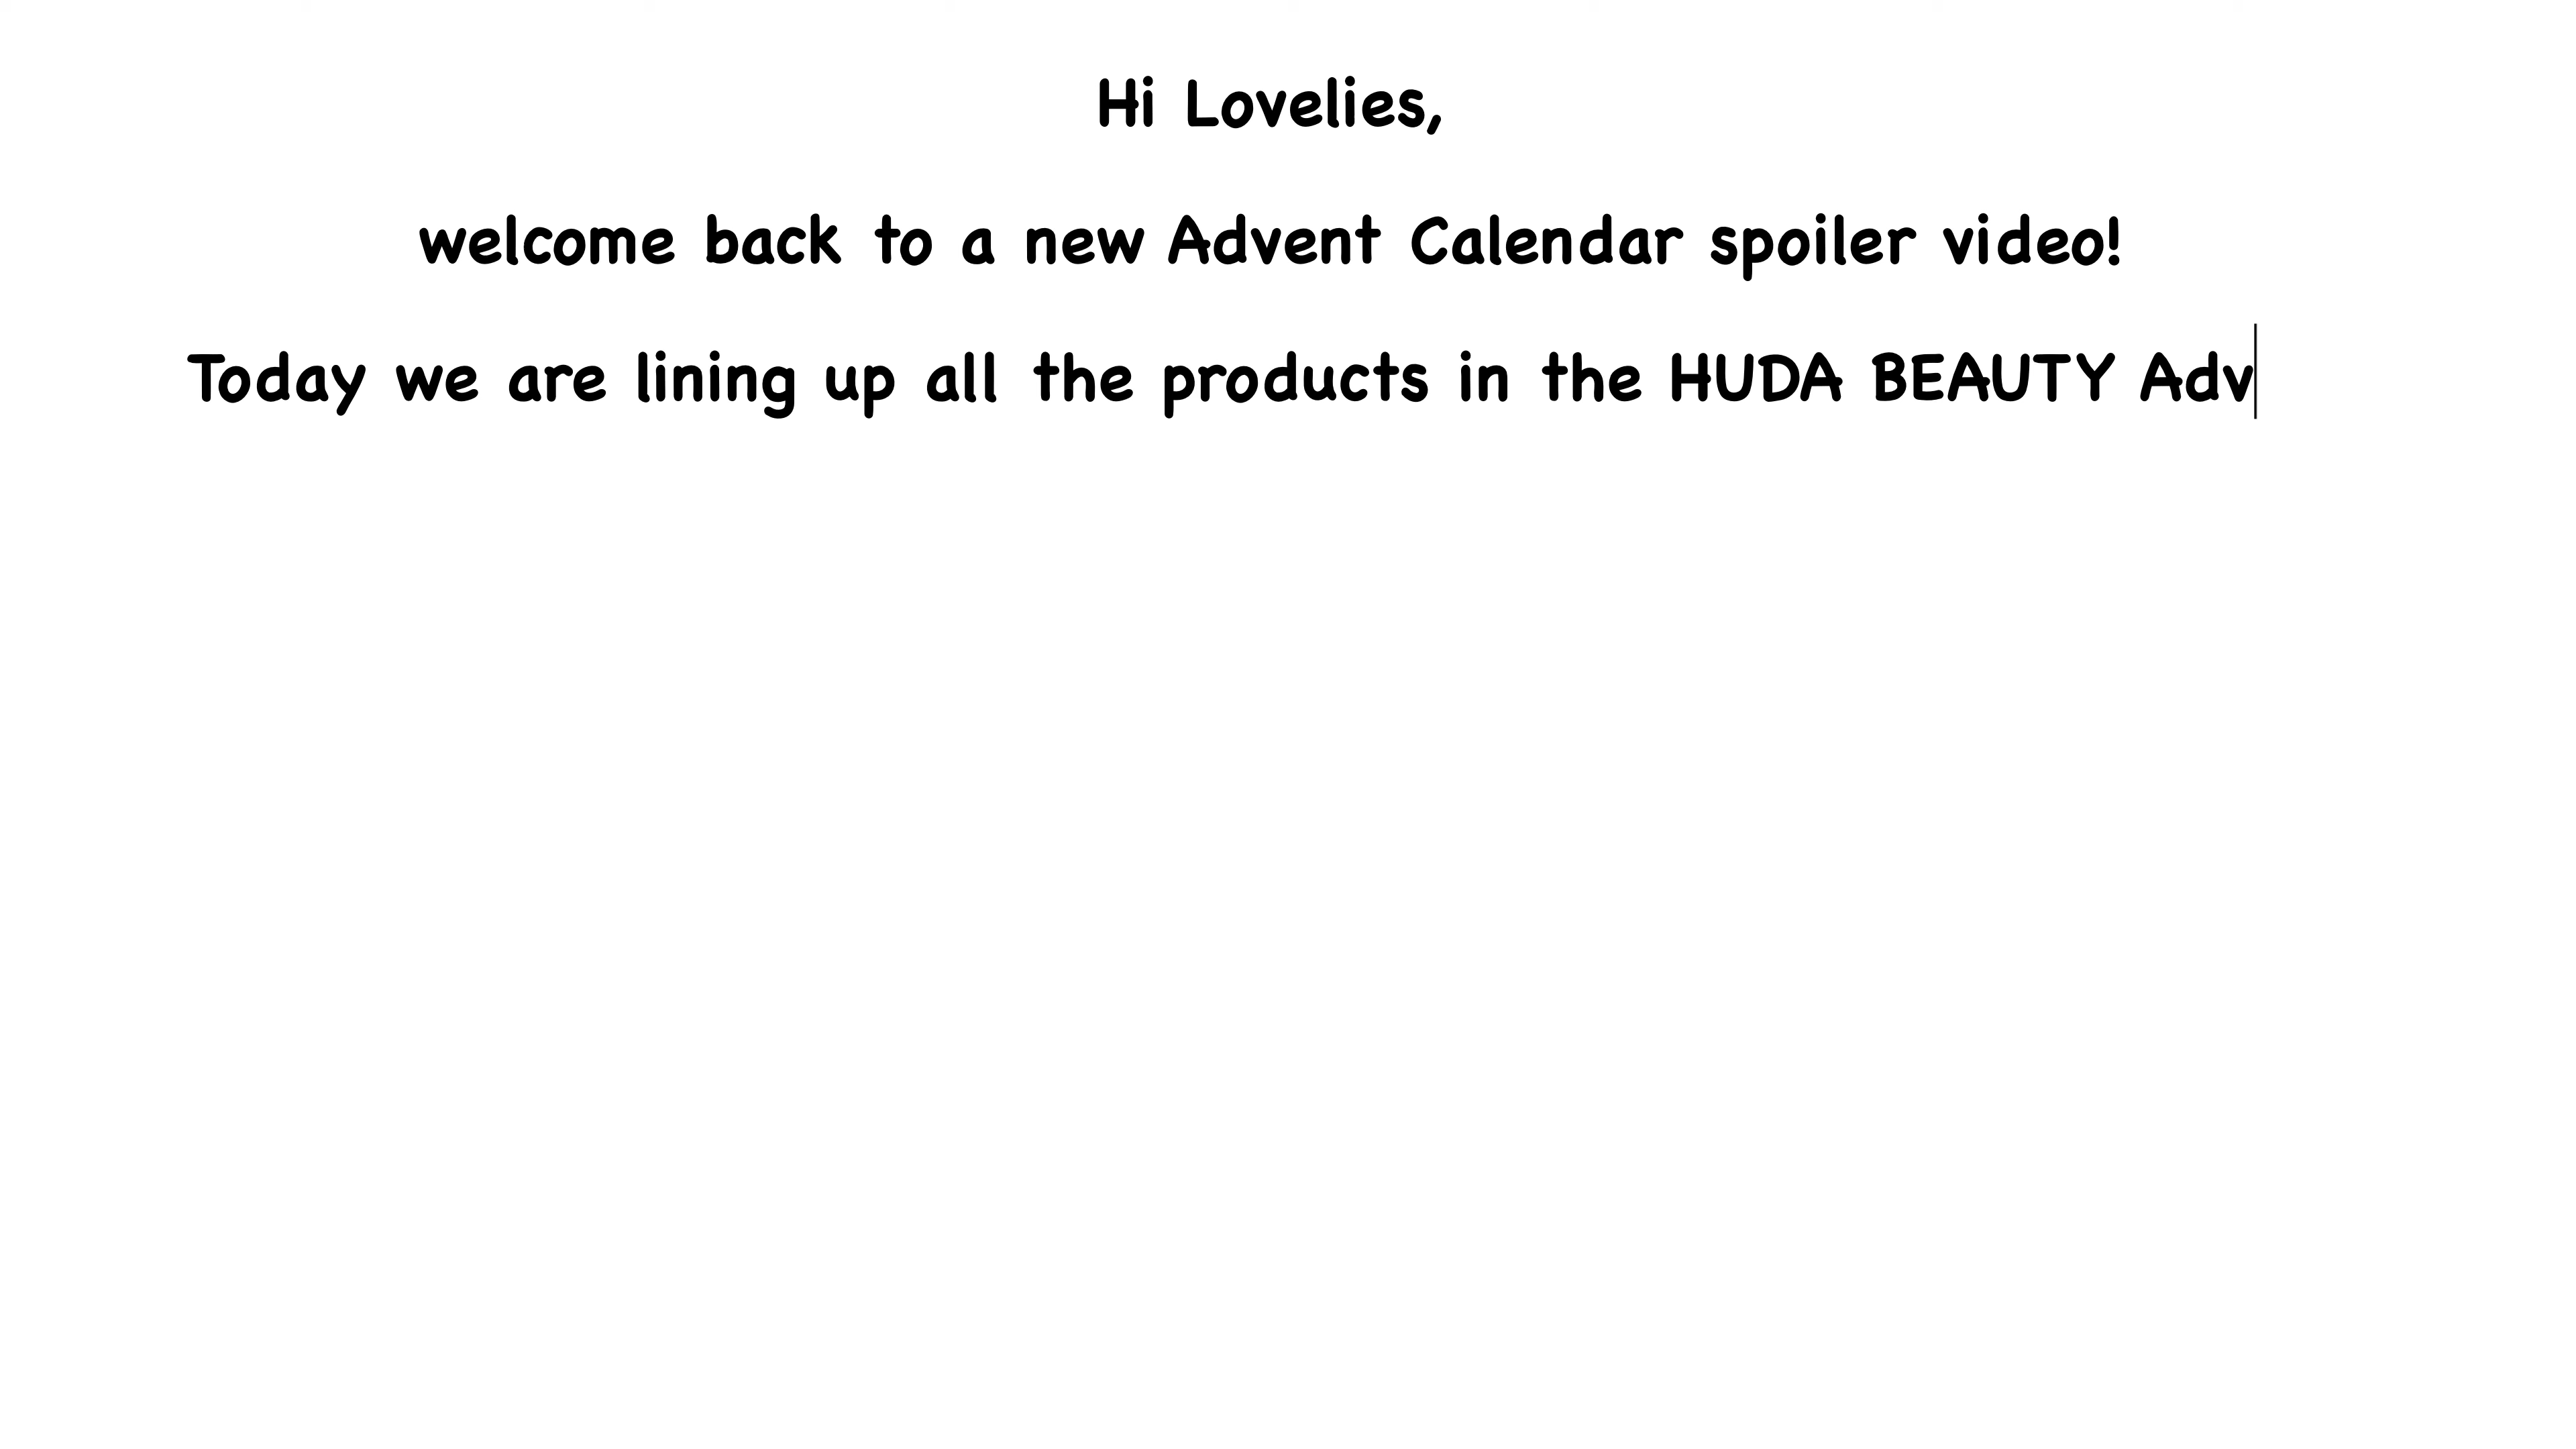 Hi Lovelies,
welcome back to a new Advent Calendar spoiler video!
Today we are lining up all the products in the HUDA BEAUTY Adv